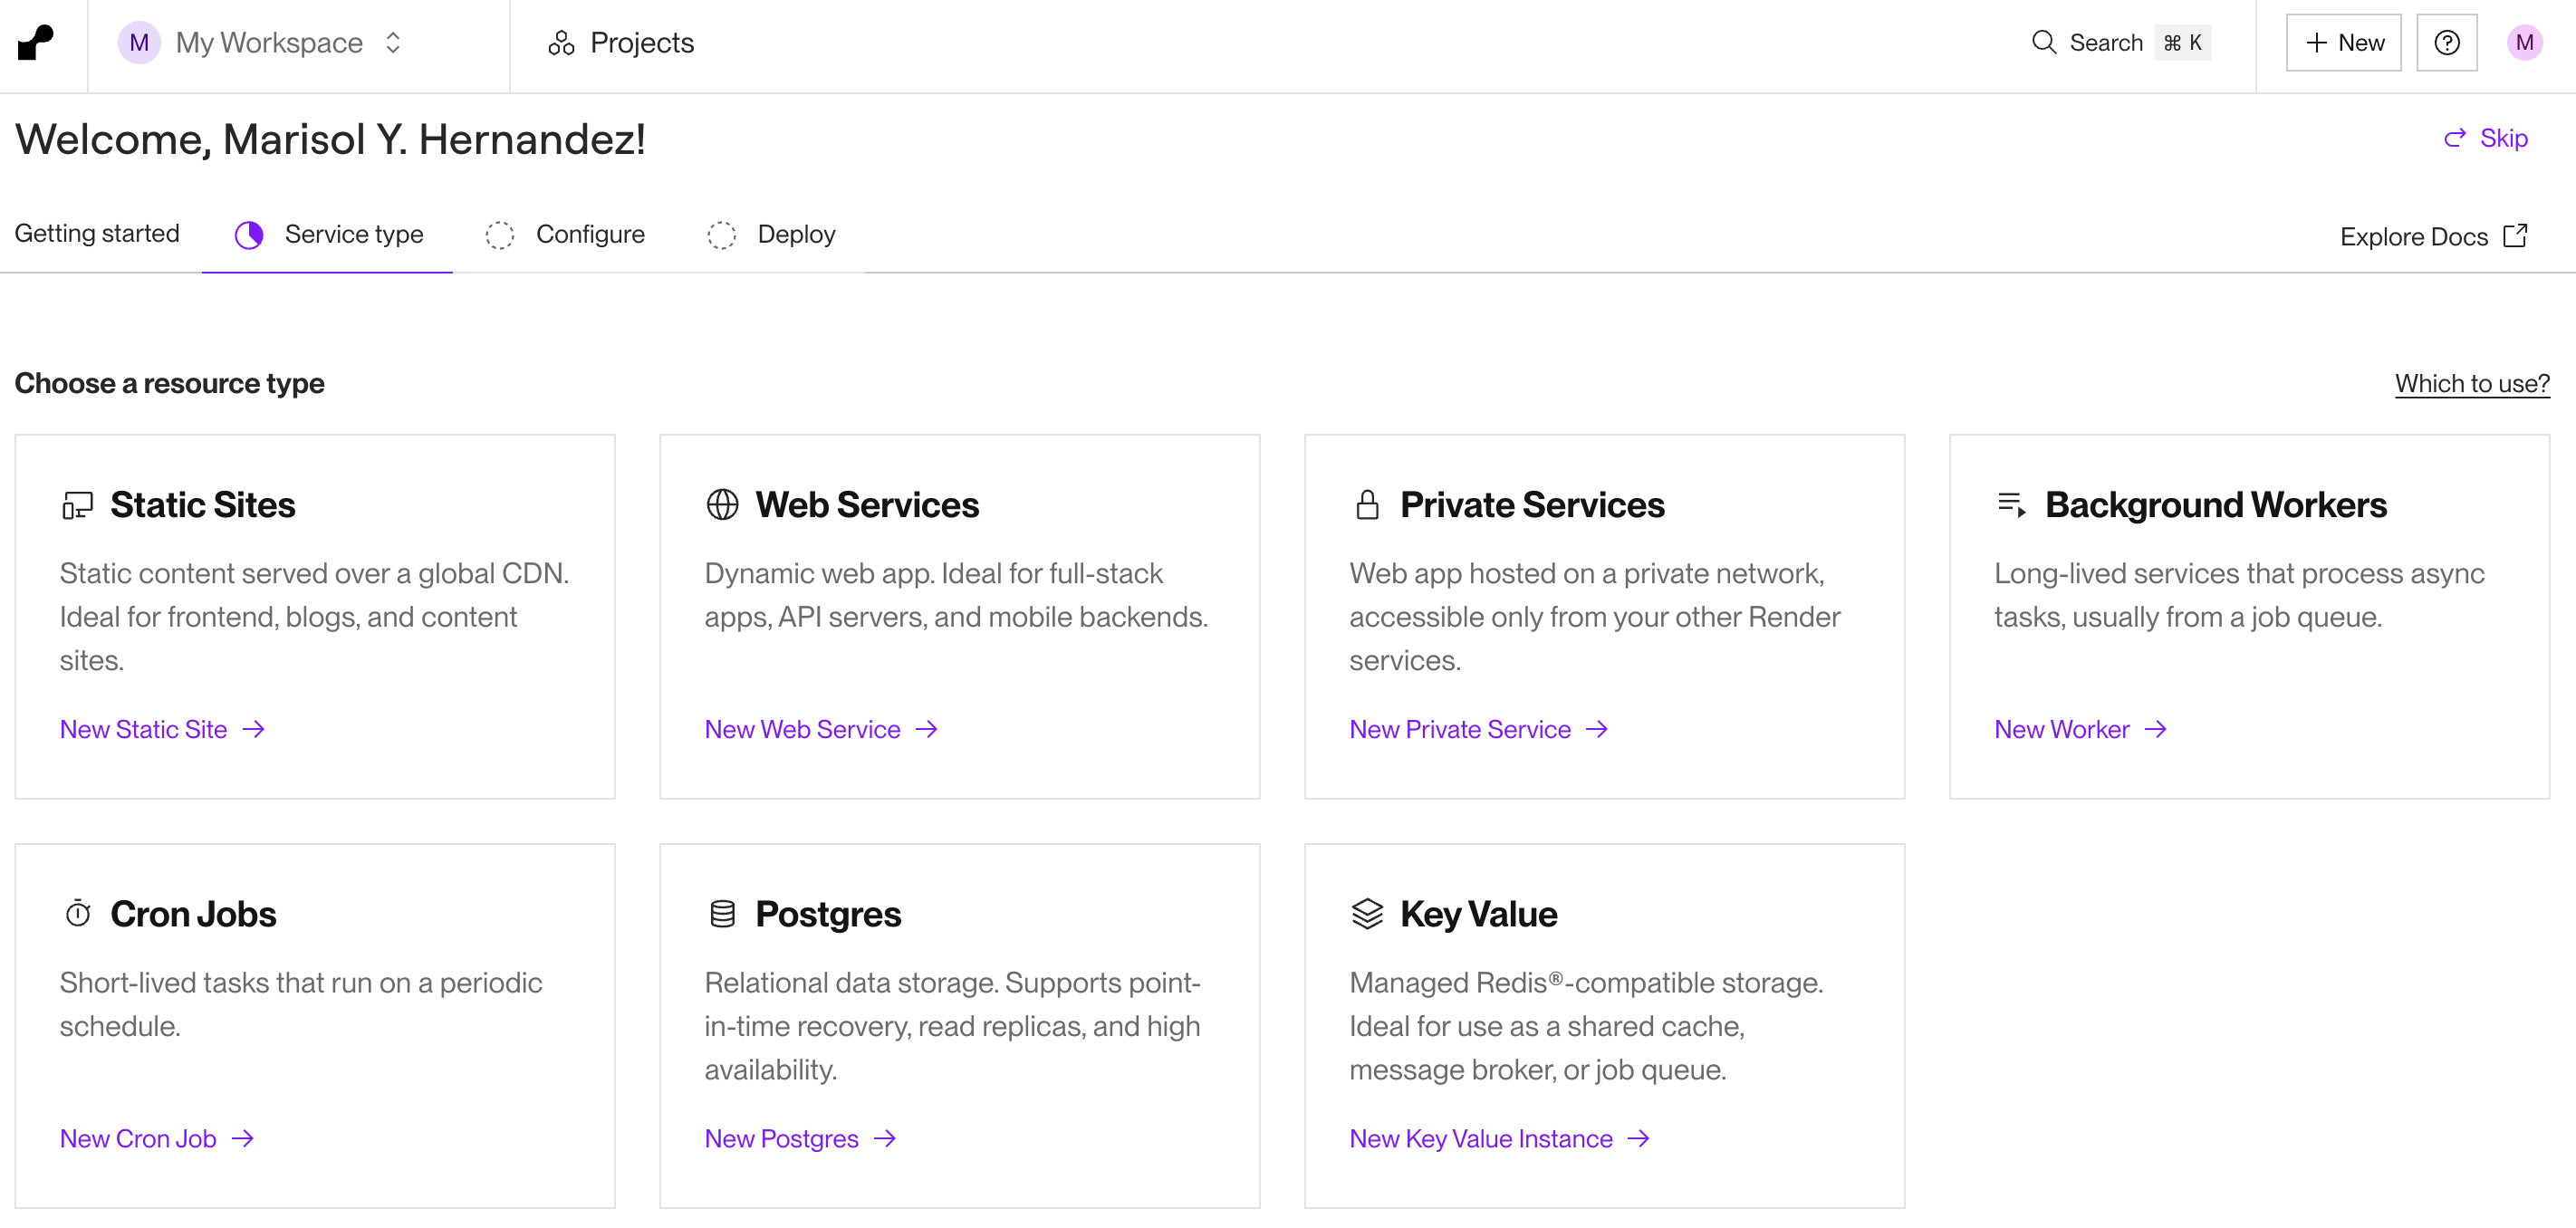 M My Workspace
Projects
Search ⌘ K
+ New
M
Welcome, Marisol Y. Hernandez!
Skip
Getting started
Service type
Configure
Deploy
Explore Docs
Choose a resource type
Which to use?
Static Sites
Static content served over a global CDN.
Ideal for frontend, blogs, and content
sites.
New Static Site →
Web Services
Dynamic web app. Ideal for full-stack
apps, API servers, and mobile backends.
New Web Service →
Private Services
Web app hosted on a private network,
accessible only from your other Render
services.
New Private Service →
Background Workers
Long-lived services that process async
tasks, usually from a job queue.
New Worker →
Cron Jobs
Short-lived tasks that run on a periodic
schedule.
New Cron Job →
Postgres
Relational data storage. Supports point-
in-time recovery, read replicas, and high
availability.
New Postgres →
Key Value
Managed Redis®-compatible storage.
Ideal for use as a shared cache,
message broker, or job queue.
New Key Value Instance →